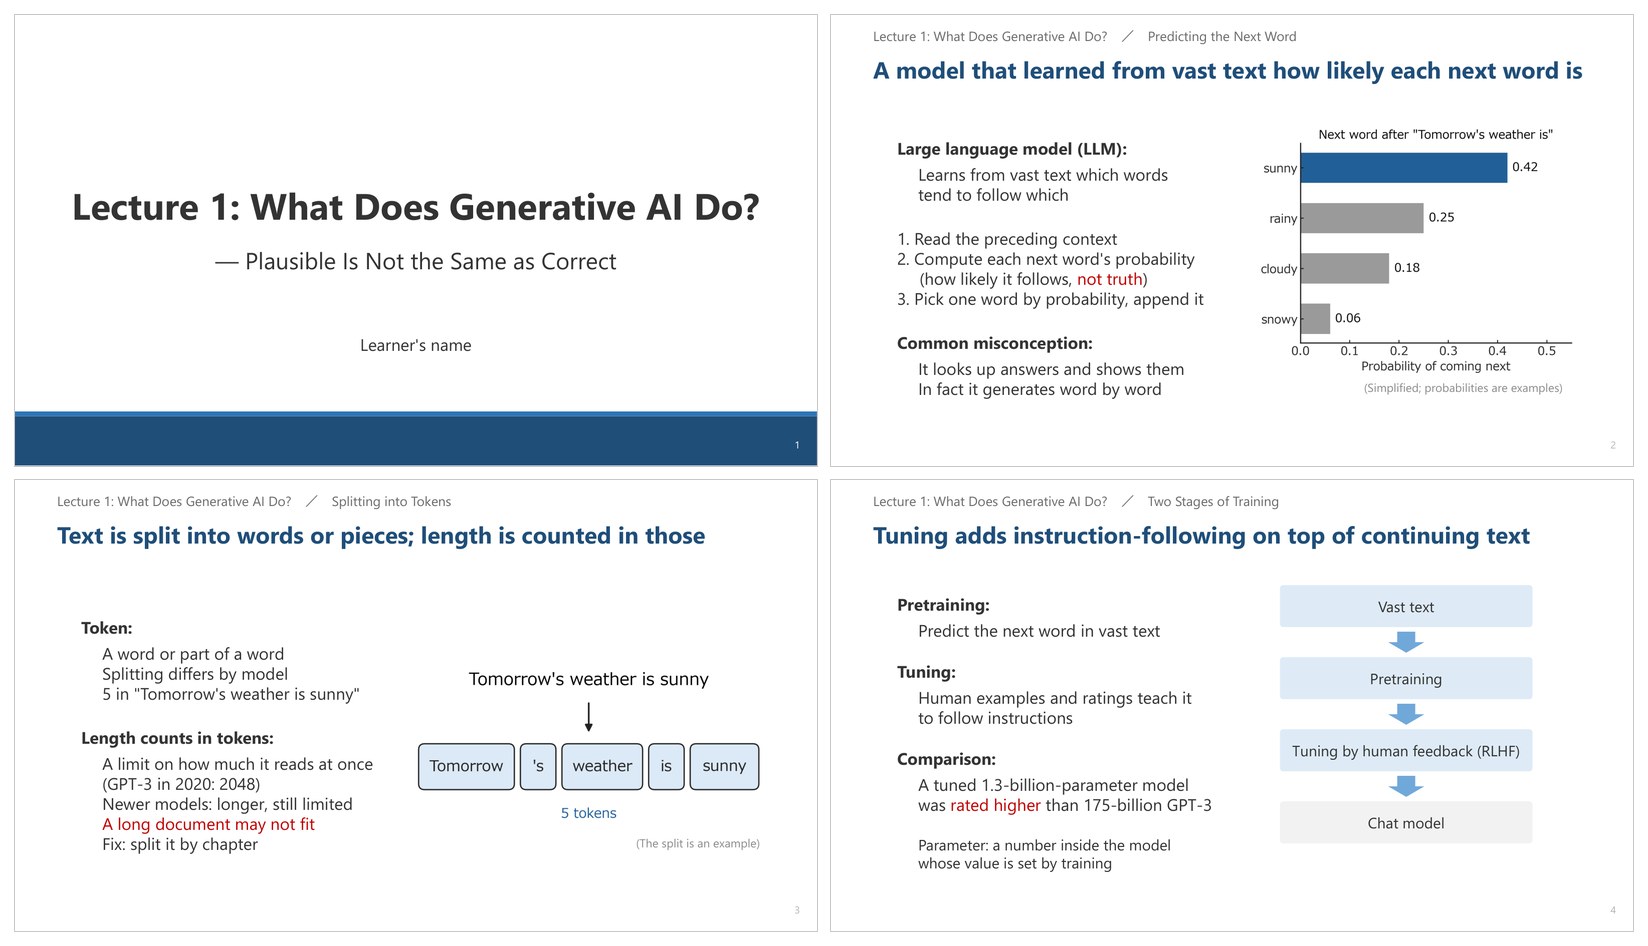 Lecture 1: What Does Generative AI Do?
— Plausible Is Not the Same as Correct
Learner's name
1
Lecture 1: What Does Generative AI Do? ／ Predicting the Next Word
A model that learned from vast text how likely each next word is
Large language model (LLM):
Learns from vast text which words
tend to follow which
1. Read the preceding context
2. Compute each next word's probability
(how likely it follows, not truth)
3. Pick one word by probability, append it
Common misconception:
It looks up answers and shows them
In fact it generates word by word
Next word after "Tomorrow's weather is"
sunny 0.42
rainy 0.25
cloudy 0.18
snowy 0.06
0.0 0.1 0.2 0.3 0.4 0.5
Probability of coming next
(Simplified; probabilities are examples)
2
Lecture 1: What Does Generative AI Do? ／ Splitting into Tokens
Text is split into words or pieces; length is counted in those
Token:
A word or part of a word
Splitting differs by model
5 in "Tomorrow's weather is sunny"
Length counts in tokens:
A limit on how much it reads at once
(GPT-3 in 2020: 2048)
Newer models: longer, still limited
A long document may not fit
Fix: split it by chapter
Tomorrow's weather is sunny
Tomorrow 's weather is sunny
5 tokens
(The split is an example)
3
Lecture 1: What Does Generative AI Do? ／ Two Stages of Training
Tuning adds instruction-following on top of continuing text
Pretraining:
Predict the next word in vast text
Tuning:
Human examples and ratings teach it
to follow instructions
Comparison:
A tuned 1.3-billion-parameter model
was rated higher than 175-billion GPT-3
Parameter: a number inside the model
whose value is set by training
Vast text
Pretraining
Tuning by human feedback (RLHF)
Chat model
4